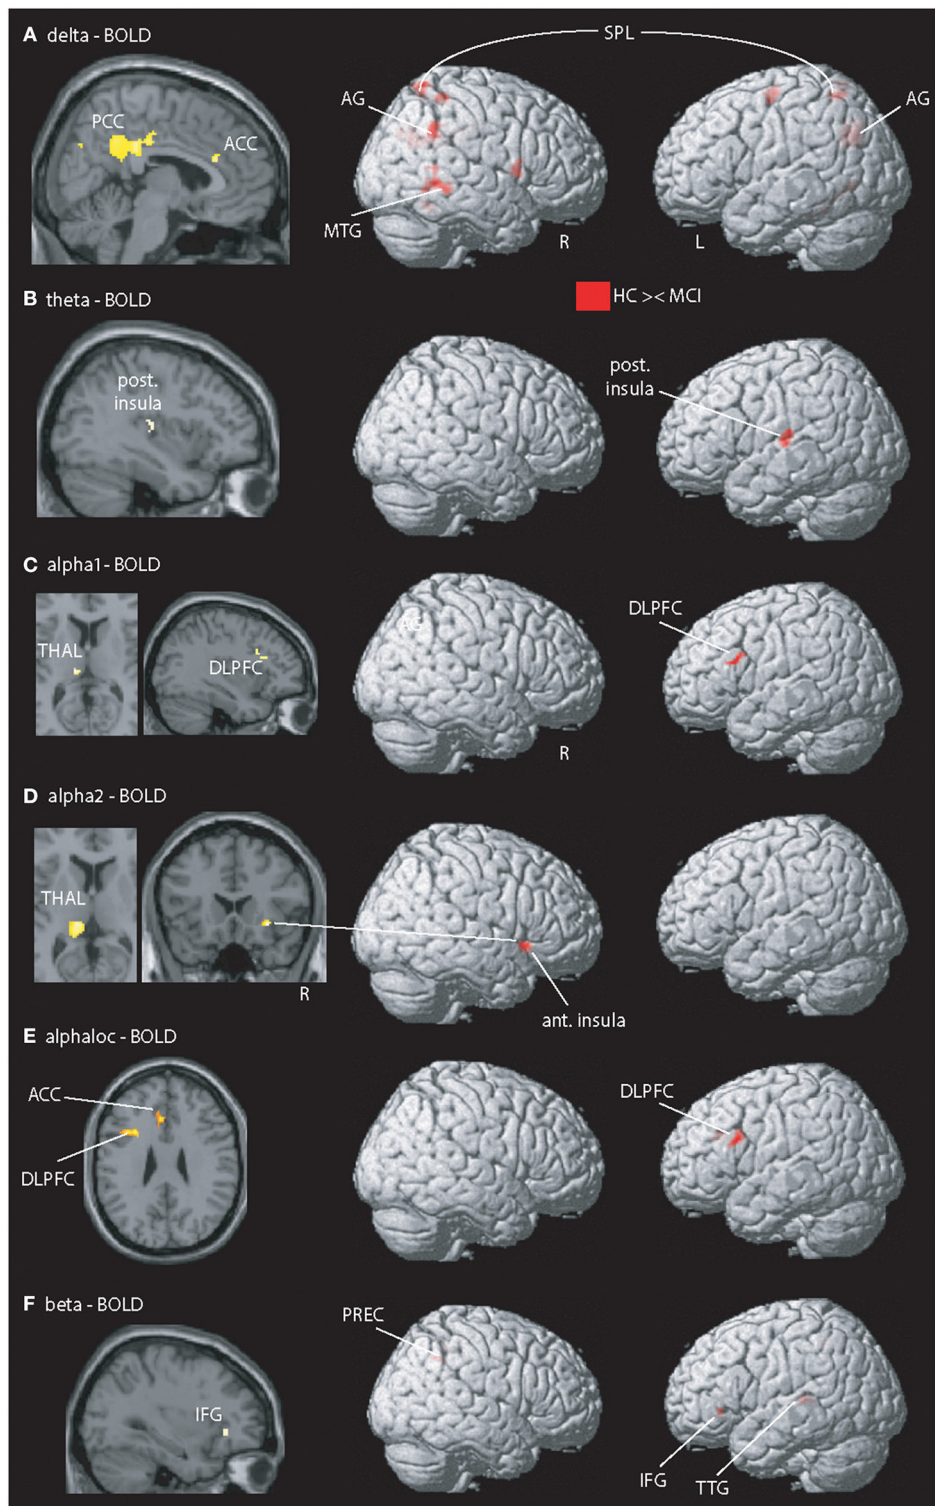 A delta - BOLD
SPL
PCC
ACC
AG
AG
MTG
R
L
HC >< MCI
B theta - BOLD
post.
insula
post.
insula
C alpha1 - BOLD
THAL
DLPFC
AG
DLPFC
R
D alpha2 - BOLD
THAL
R
ant. insula
E alphaloc - BOLD
ACC
DLPFC
DLPFC
F beta - BOLD
PREC
IFG
IFG
TTG